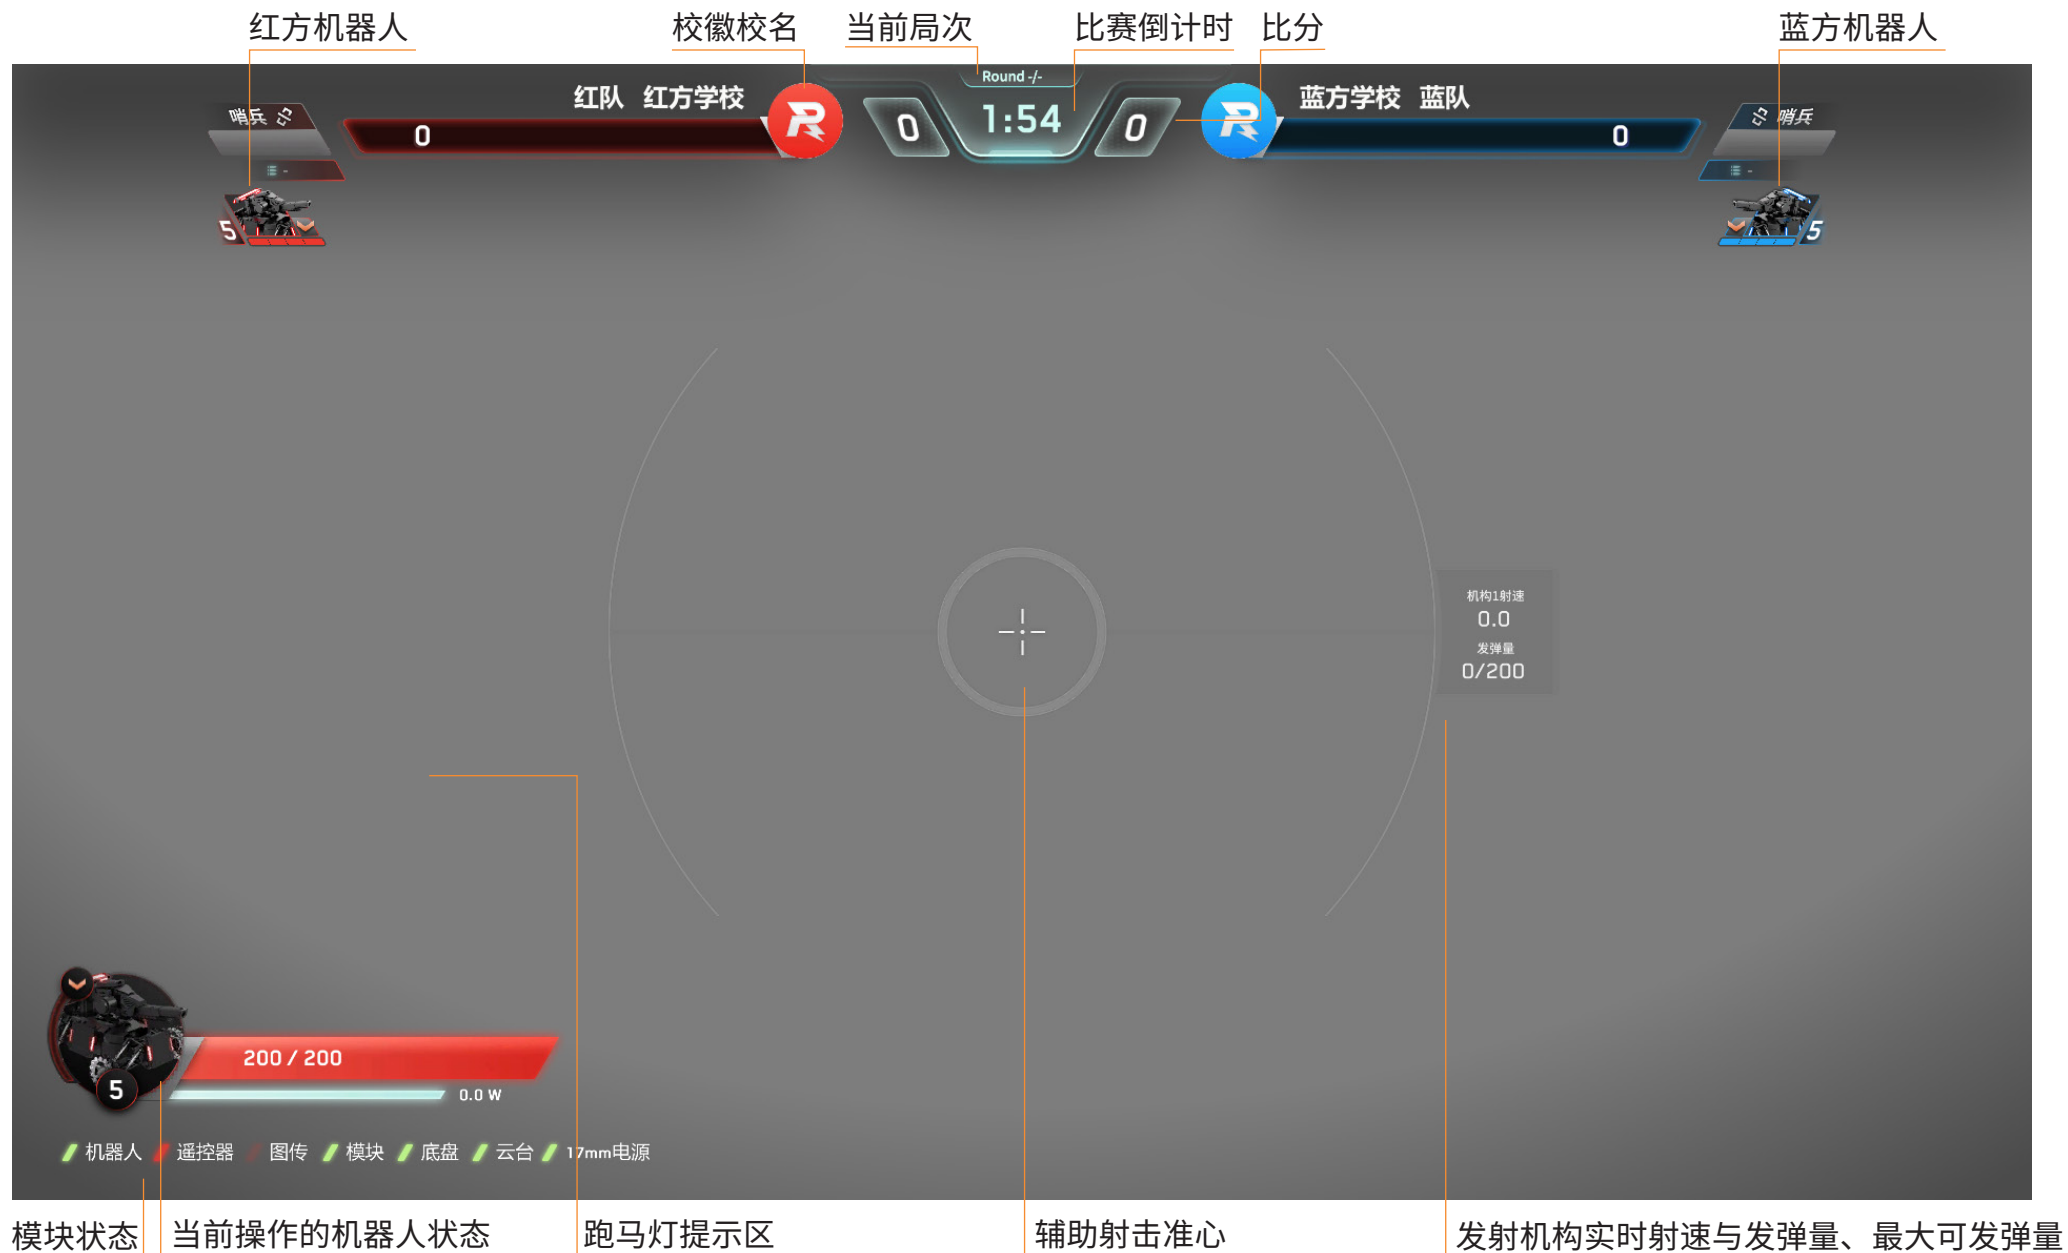 红方机器人 校徽校名 当前局次 比赛倒计时 比分 蓝方机器人
Round -/-
红队 红方学校 1:54 蓝方学校 蓝队
哨兵 0 0 0 0 哨兵
- -
5 5
机构1射速
0.0
发弹量
0/200
200 / 200
5 0.0 W
机器人 遥控器 图传 模块 底盘 云台 17mm电源
模块状态 当前操作的机器人状态 跑马灯提示区 辅助射击准心 发射机构实时射速与发弹量、最大可发弹量